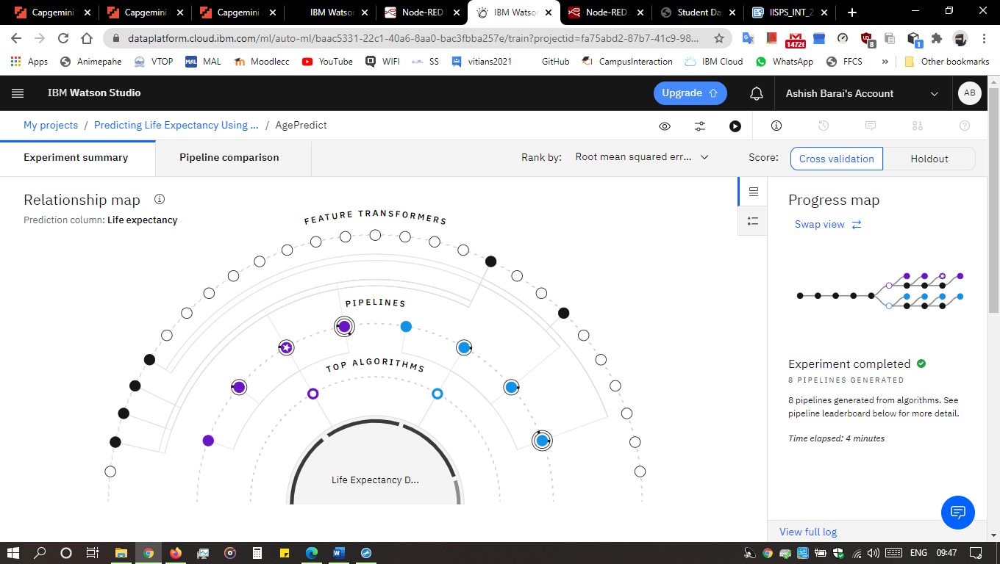 Capgemini
Capgemini
Capgemini
IBM Wats
Node-RED
IBM Watso
Node-RED
Student Da
IISPS_INT_2
dataplatform.cloud.ibm.com/ml/auto-ml/baac5331-22c1-40a6-8aa0-bac3fbba257e/train?projectid=fa75abd2-87b7-41c9-98...
1472
8
1
Apps
Animepahe
VTOP
MAL
MAL
Moodlecc
YouTube
WIFI
SS
vitians2021
GitHub
CampusInteraction
IBM Cloud
WhatsApp
FFCS
»
Other bookmarks
IBM Watson Studio
Upgrade
Ashish Barai's Account
AB
My projects / Predicting Life Expectancy Using ... / AgePredict
Experiment summary
Pipeline comparison
Rank by: Root mean squared err...
Score: Cross validation Holdout
Relationship map
Prediction column: Life expectancy
FEATURE TRANSFORMERS
PIPELINES
TOP ALGORITHMS
Life Expectancy D...
Progress map
Swap view
Experiment completed
8 PIPELINES GENERATED
8 pipelines generated from algorithms. See
pipeline leaderboard below for more detail.
Time elapsed: 4 minutes
View full log
ENG
09:47